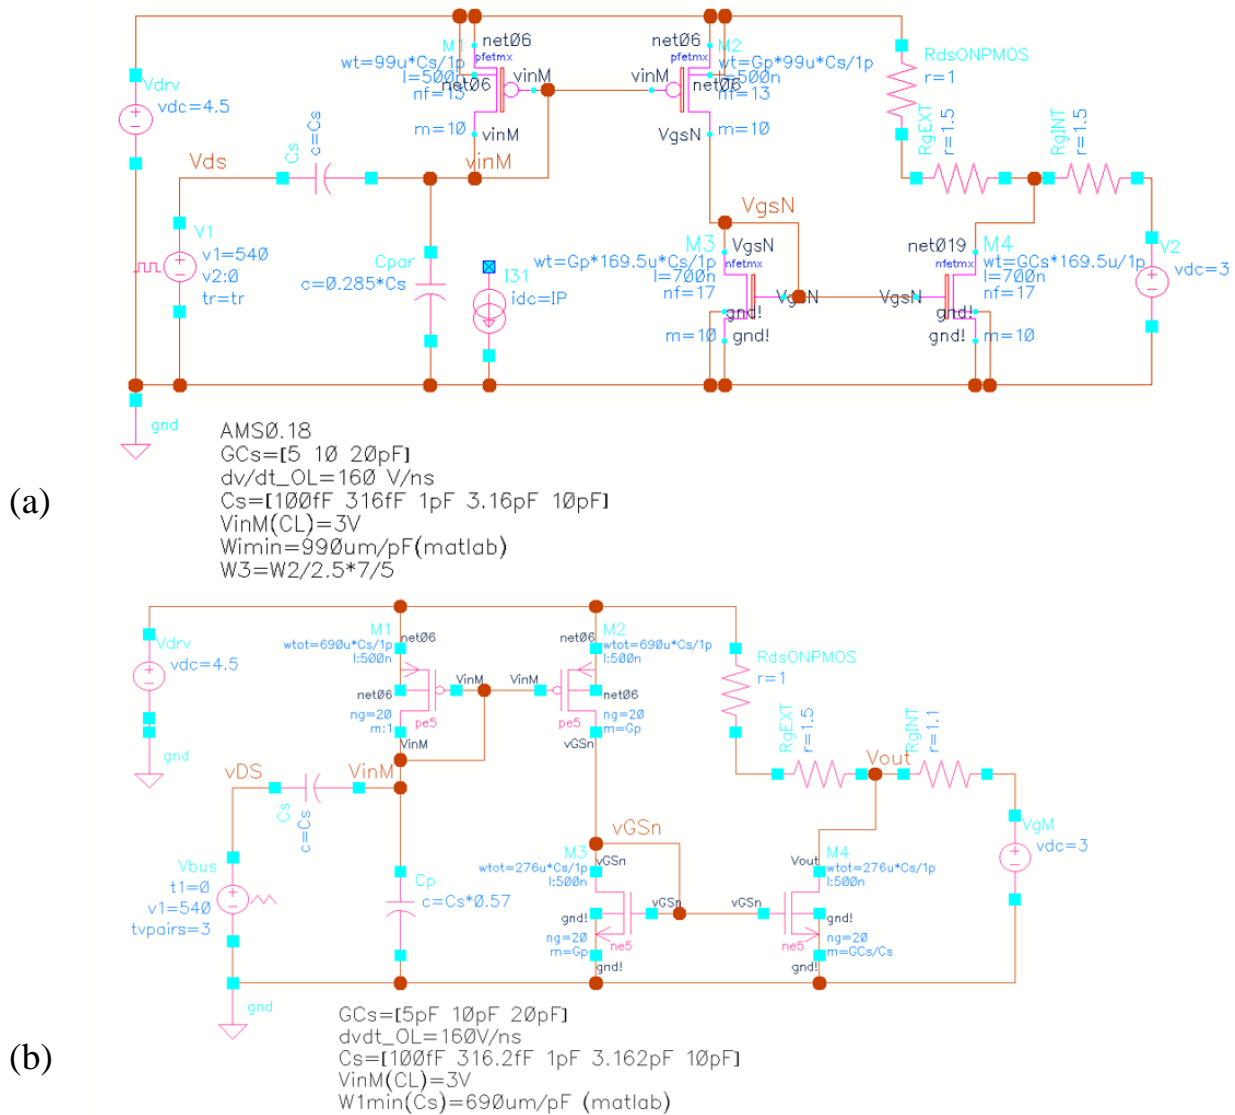 Vdrv
vdc=4.5
M1
net06
pfetmx
wt=99u*Cs/1p
l=500n
net06
nf=13
m=10
vinM
vinM
net06
M2
pfetmx
wt=Gp*99u*Cs/1p
l=500n
net06
nf=13
vinM
m=10
VgsN
RdsONPMOS
r=1
RgEXT
r=1.5
RgINT
r=1.5
Vds
Cs
c=Cs
vinM
V1
v1=540
v2:0
tr=tr
Cpar
c=0.285*Cs
I31
idc=IP
VgsN
M3
VgsN
nfetmx
wt=Gp*169.5u*Cs/1p
l=700n
nf=17
VgsN
gnd!
m=10
gnd!
net019
M4
nfetmx
wt=GCs*169.5u/1p
l=700n
nf=17
VgsN
gnd!
gnd!
m=10
V2
vdc=3
gnd
AMS0.18
GCs=[5 10 20pF]
dv/dt_OL=160 V/ns
(a)
Cs=[100fF 316fF 1pF 3.16pF 10pF]
VinM(CL)=3V
Wimin=990um/pF(matlab)
W3=W2/2.5*7/5
Vdrv
vdc=4.5
gnd
M1
net06
wtot=690u*Cs/1p
l:500n
VinM
net06
ng=20
pe5
m:1
VinM
M2
net06
wtot=690u*Cs/1p
l:500n
VinM
net06
ng=20
pe5
m=Gp
vGSn
RdsONPMOS
r=1
RgEXT
r=1.5
RgINT
r=1.1
Vout
VgM
vdc=3
vDS
Cs
c=Cs
VinM
Vbus
t1=0
v1=540
tvpairs=3
Cp
c=Cs*0.57
vGSn
M3
vGSn
wtot=276u*Cs/1p
l:500n
vGSn
gnd!
ng=20
ne5
m=Gp
gnd!
Vout
M4
wtot=276u*Cs/1p
l:500n
vGSn
gnd!
ng=20
ne5
m=GCs/Cs
gnd!
gnd
GCs=[5pF 10pF 20pF]
dvdt_OL=160V/ns
(b)
Cs=[100fF 316.2fF 1pF 3.162pF 10pF]
VinM(CL)=3V
W1min(Cs)=690um/pF (matlab)